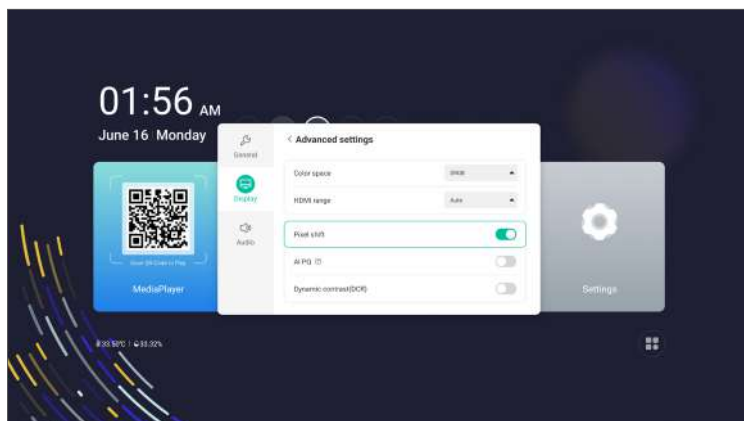 01:56 AM
June 16 Monday
General
Display
Audio
< Advanced settings
Color space
HDMI range
Auto
Pixel shift
AI PQ
Dynamic contrast(DCR)
MediaPlayer
Settings